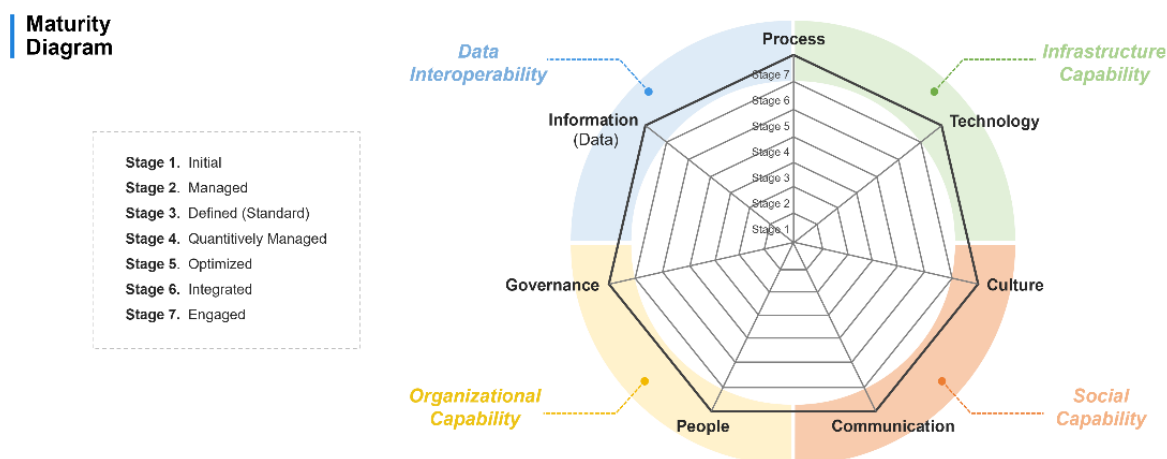 Maturity
Diagram
Data
Interoperability
Process
Infrastructure
Capability
Stage 7
Stage 6
Stage 5
Stage 4
Stage 3
Stage 2
Stage 1
Information
(Data)
Technology
Stage 1. Initial
Stage 2. Managed
Stage 3. Defined (Standard)
Stage 4. Quantitively Managed
Stage 5. Optimized
Stage 6. Integrated
Stage 7. Engaged
Governance
Culture
Organizational
Capability
People
Communication
Social
Capability